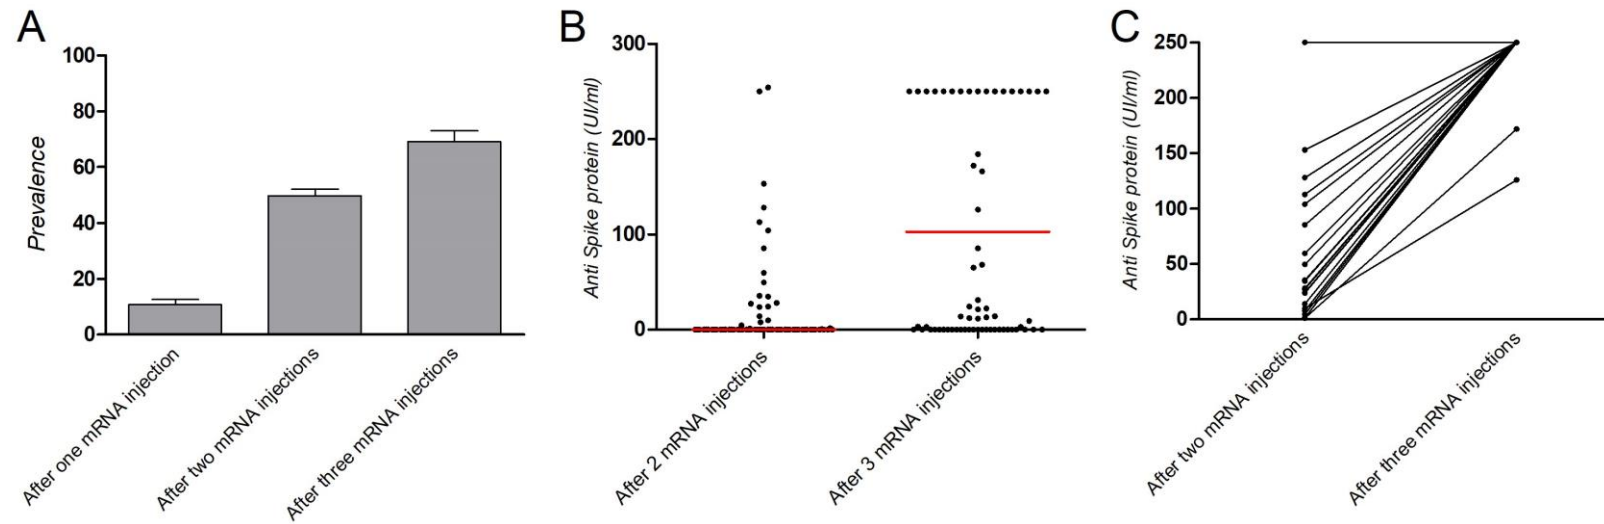 A
Prevalence
100
80
60
40
20
0
After one mRNA injection
After two mRNA injections
After three mRNA injections
B
Anti Spike protein (UI/ml)
300
200
100
0
After 2 mRNA injections
After 3 mRNA injections
C
Anti Spike protein (UI/ml)
250
200
150
100
50
0
After two mRNA injections
After three mRNA injections